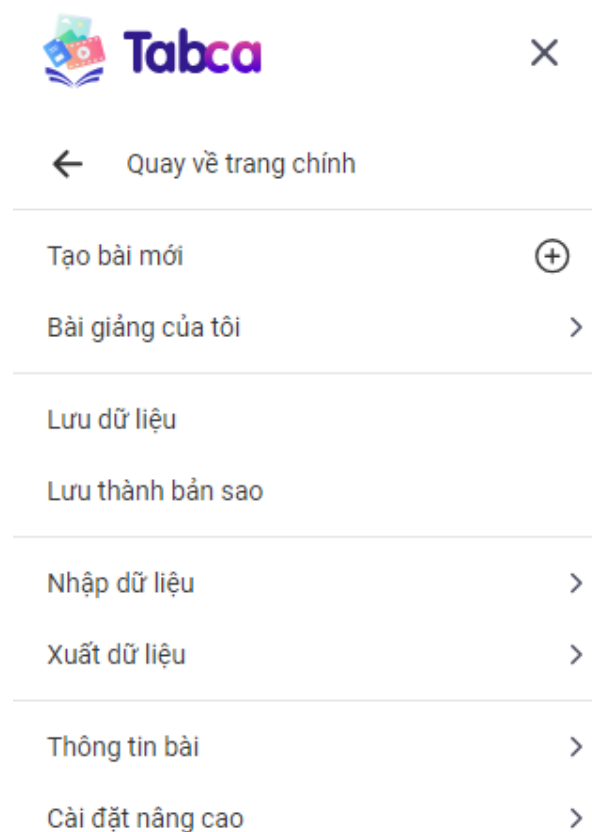 Tabca
Quay về trang chính
Tạo bài mới
Bài giảng của tôi
Lưu dữ liệu
Lưu thành bản sao
Nhập dữ liệu
Xuất dữ liệu
Thông tin bài
Cài đặt nâng cao